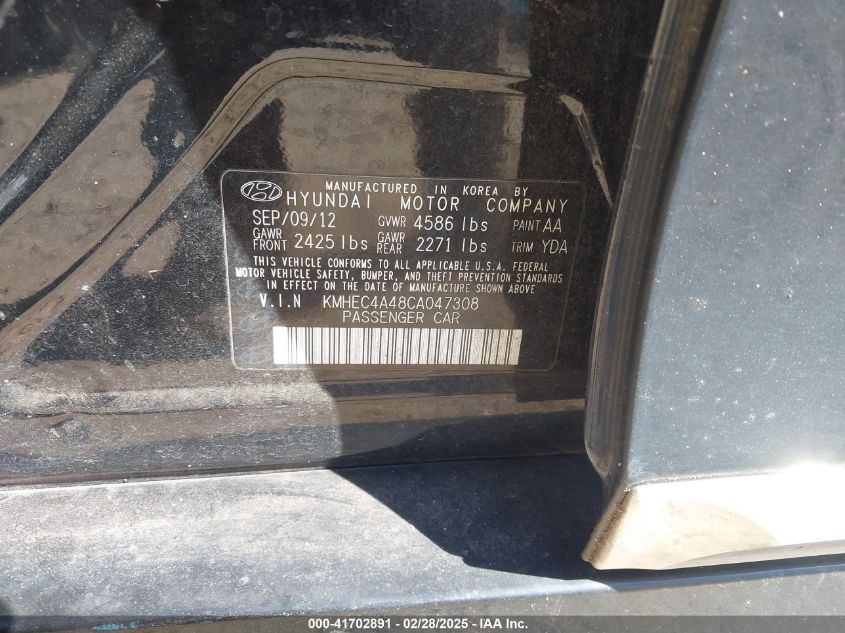 MANUFACTURED IN KOREA BY
HYUNDAI MOTOR COMPANY
SEP/09/12 GVWR 4586 lbs PAINT AA
GAWR FRONT 2425 lbs GAWR REAR 2271 lbs TRIM YDA
THIS VEHICLE CONFORMS TO ALL APPLICABLE U.S.A. FEDERAL
MOTOR VEHICLE SAFETY, BUMPER, AND THEFT PREVENTION STANDARDS
IN EFFECT ON THE DATE OF MANUFACTURE SHOWN ABOVE
V.I.N KMHEC4A48CA047308
PASSENGER CAR
000-41702891 - 02/28/2025 - IAA Inc.